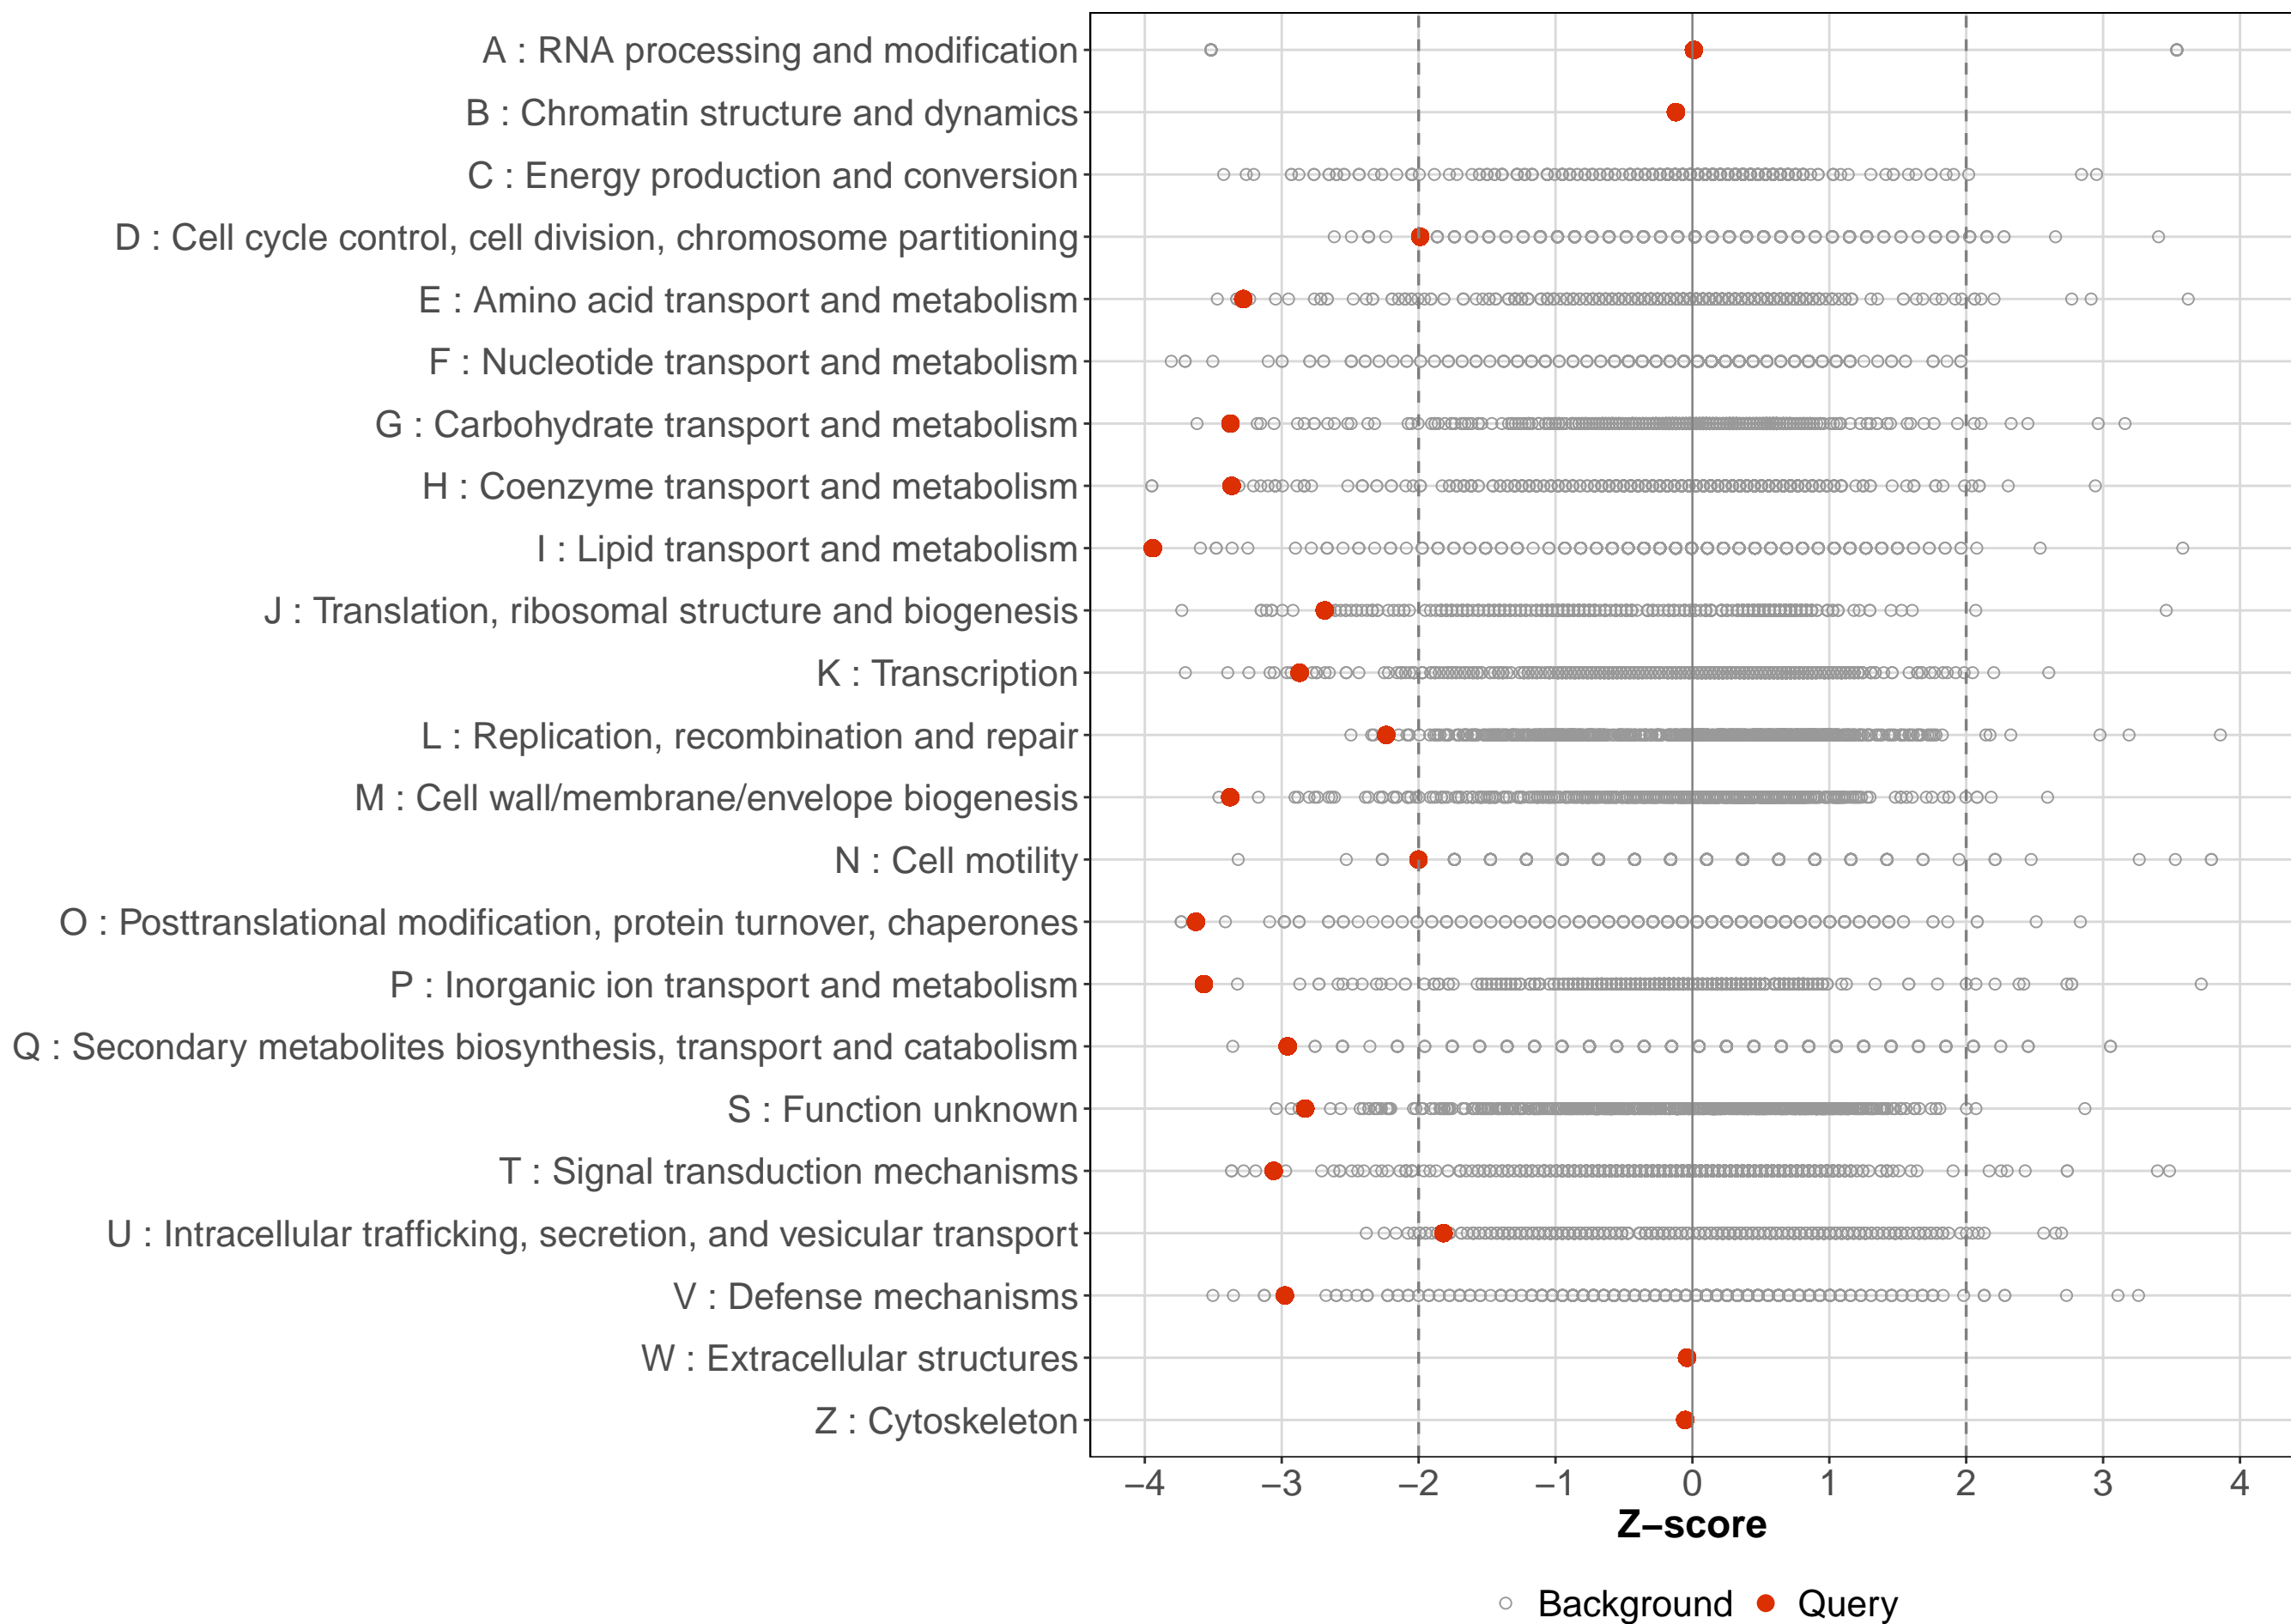 A : RNA processing and modification
B : Chromatin structure and dynamics
C : Energy production and conversion
D : Cell cycle control, cell division, chromosome partitioning
E : Amino acid transport and metabolism
F : Nucleotide transport and metabolism
G : Carbohydrate transport and metabolism
H : Coenzyme transport and metabolism
I : Lipid transport and metabolism
J : Translation, ribosomal structure and biogenesis
K : Transcription
L : Replication, recombination and repair
M : Cell wall/membrane/envelope biogenesis
N : Cell motility
O : Posttranslational modification, protein turnover, chaperones
P : Inorganic ion transport and metabolism
Q : Secondary metabolites biosynthesis, transport and catabolism
S : Function unknown
T : Signal transduction mechanisms
U : Intracellular trafficking, secretion, and vesicular transport
V : Defense mechanisms
W : Extracellular structures
Z : Cytoskeleton
−4 −3 −2 −1 0 1 2 3 4
Z−score
Background Query